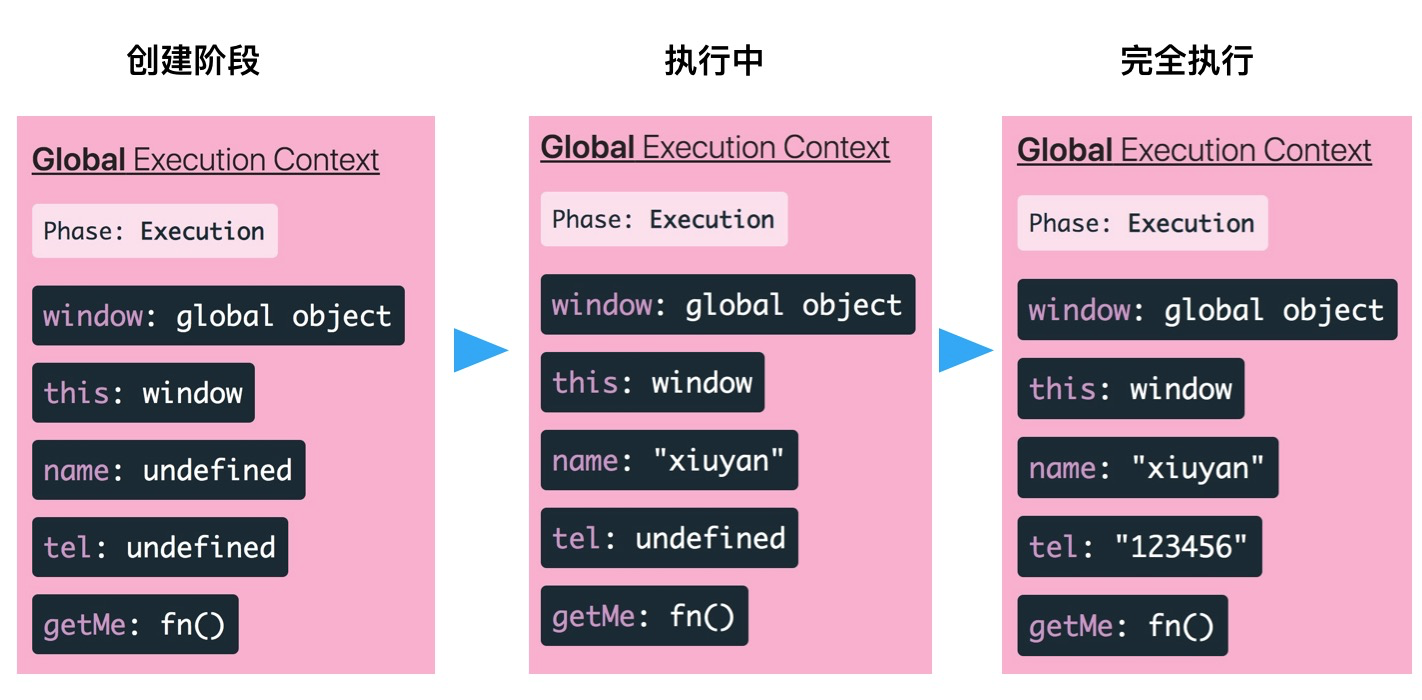 创建阶段
执行中
完全执行
Global Execution Context
Phase: Execution
window: global object
this: window
name: undefined
tel: undefined
getMe: fn()
Global Execution Context
Phase: Execution
window: global object
this: window
name: "xiuyan"
tel: undefined
getMe: fn()
Global Execution Context
Phase: Execution
window: global object
this: window
name: "xiuyan"
tel: "123456"
getMe: fn()